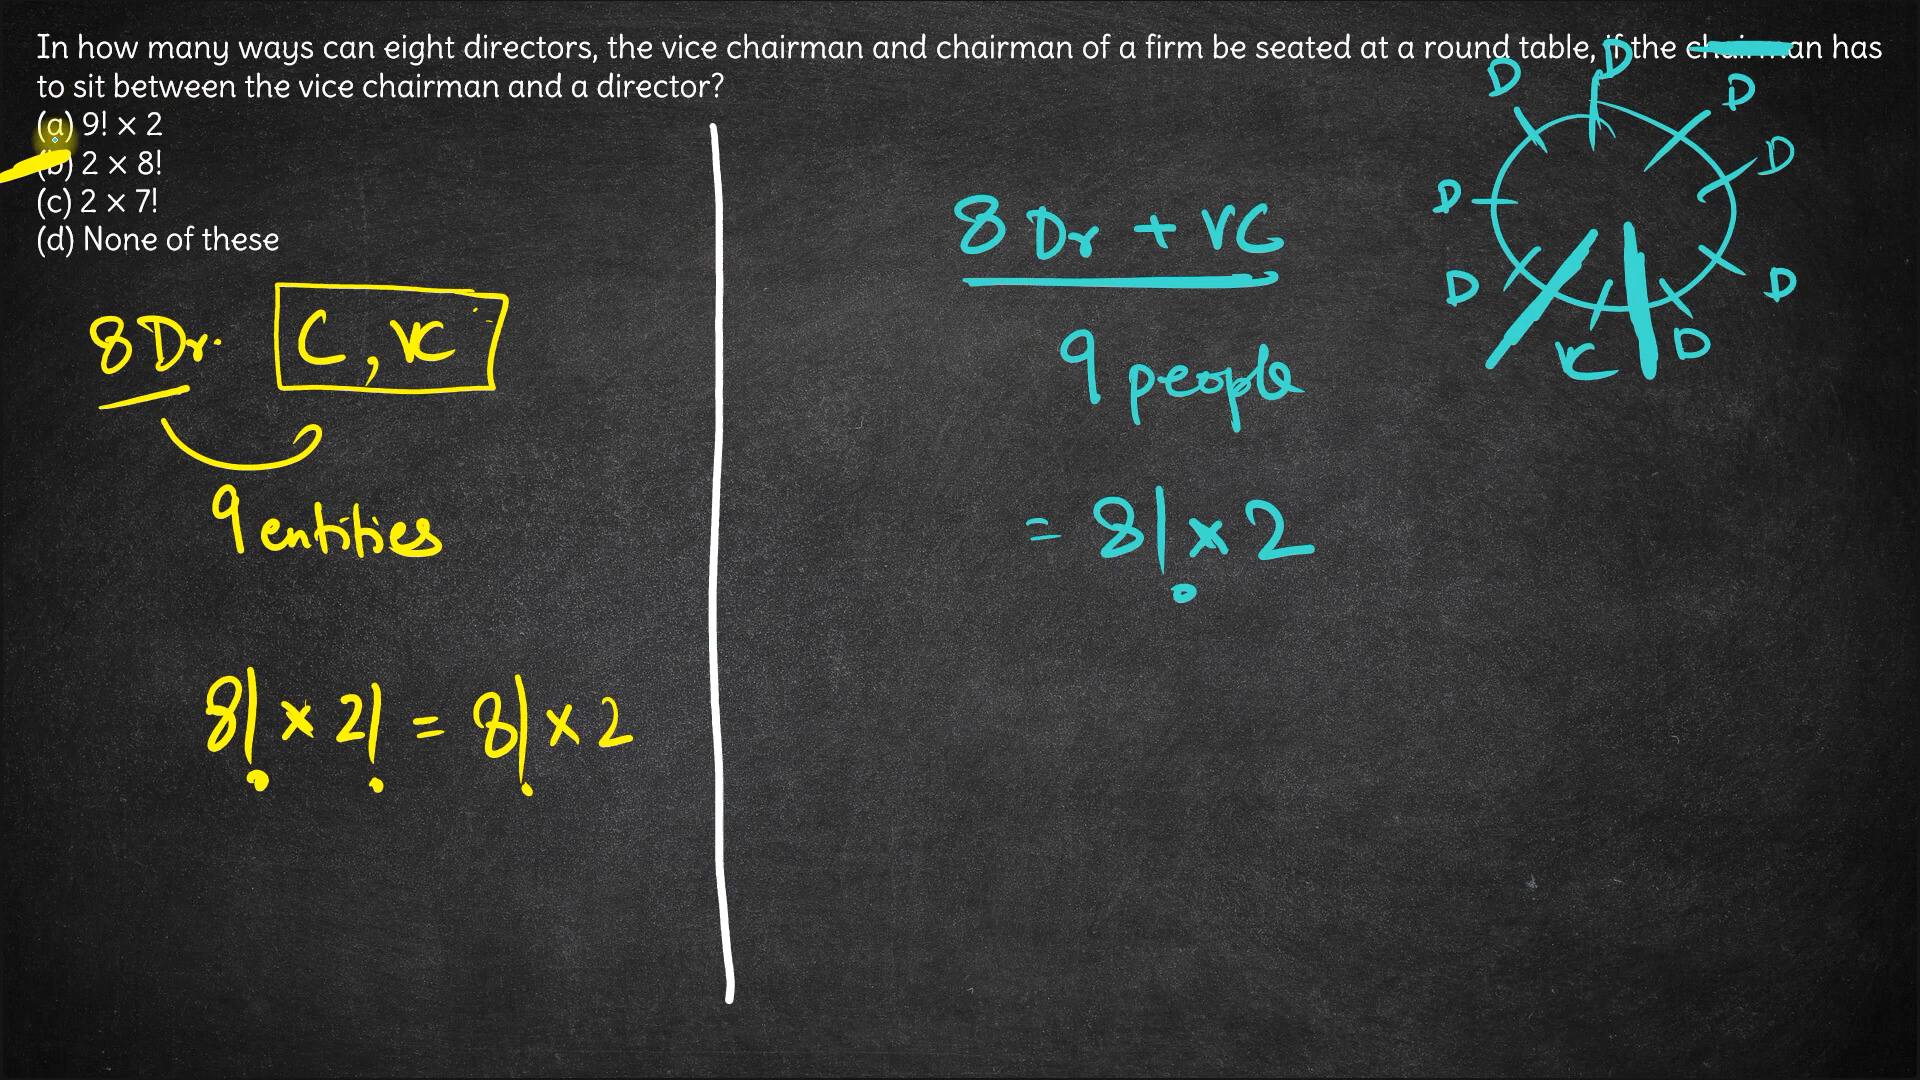 In how many ways can eight directors, the vice chairman and chairman of a firm be seated at a round table, if the chairman has
to sit between the vice chairman and a director?
(a) 9! × 2
(b) 2 × 8!
(c) 2 × 7!
(d) None of these
8 Dr. C, VC
9 entities
8! × 2! = 8! × 2
8 Dr + VC
9 people
= 8! × 2
D D D
D
D
D D
VC D